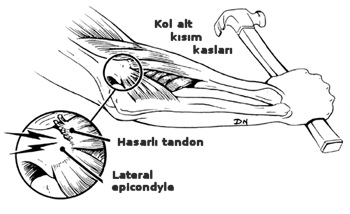 Kol alt
kısım
kasları
DN
Hasarlı tandon
Lateral
epicondyle